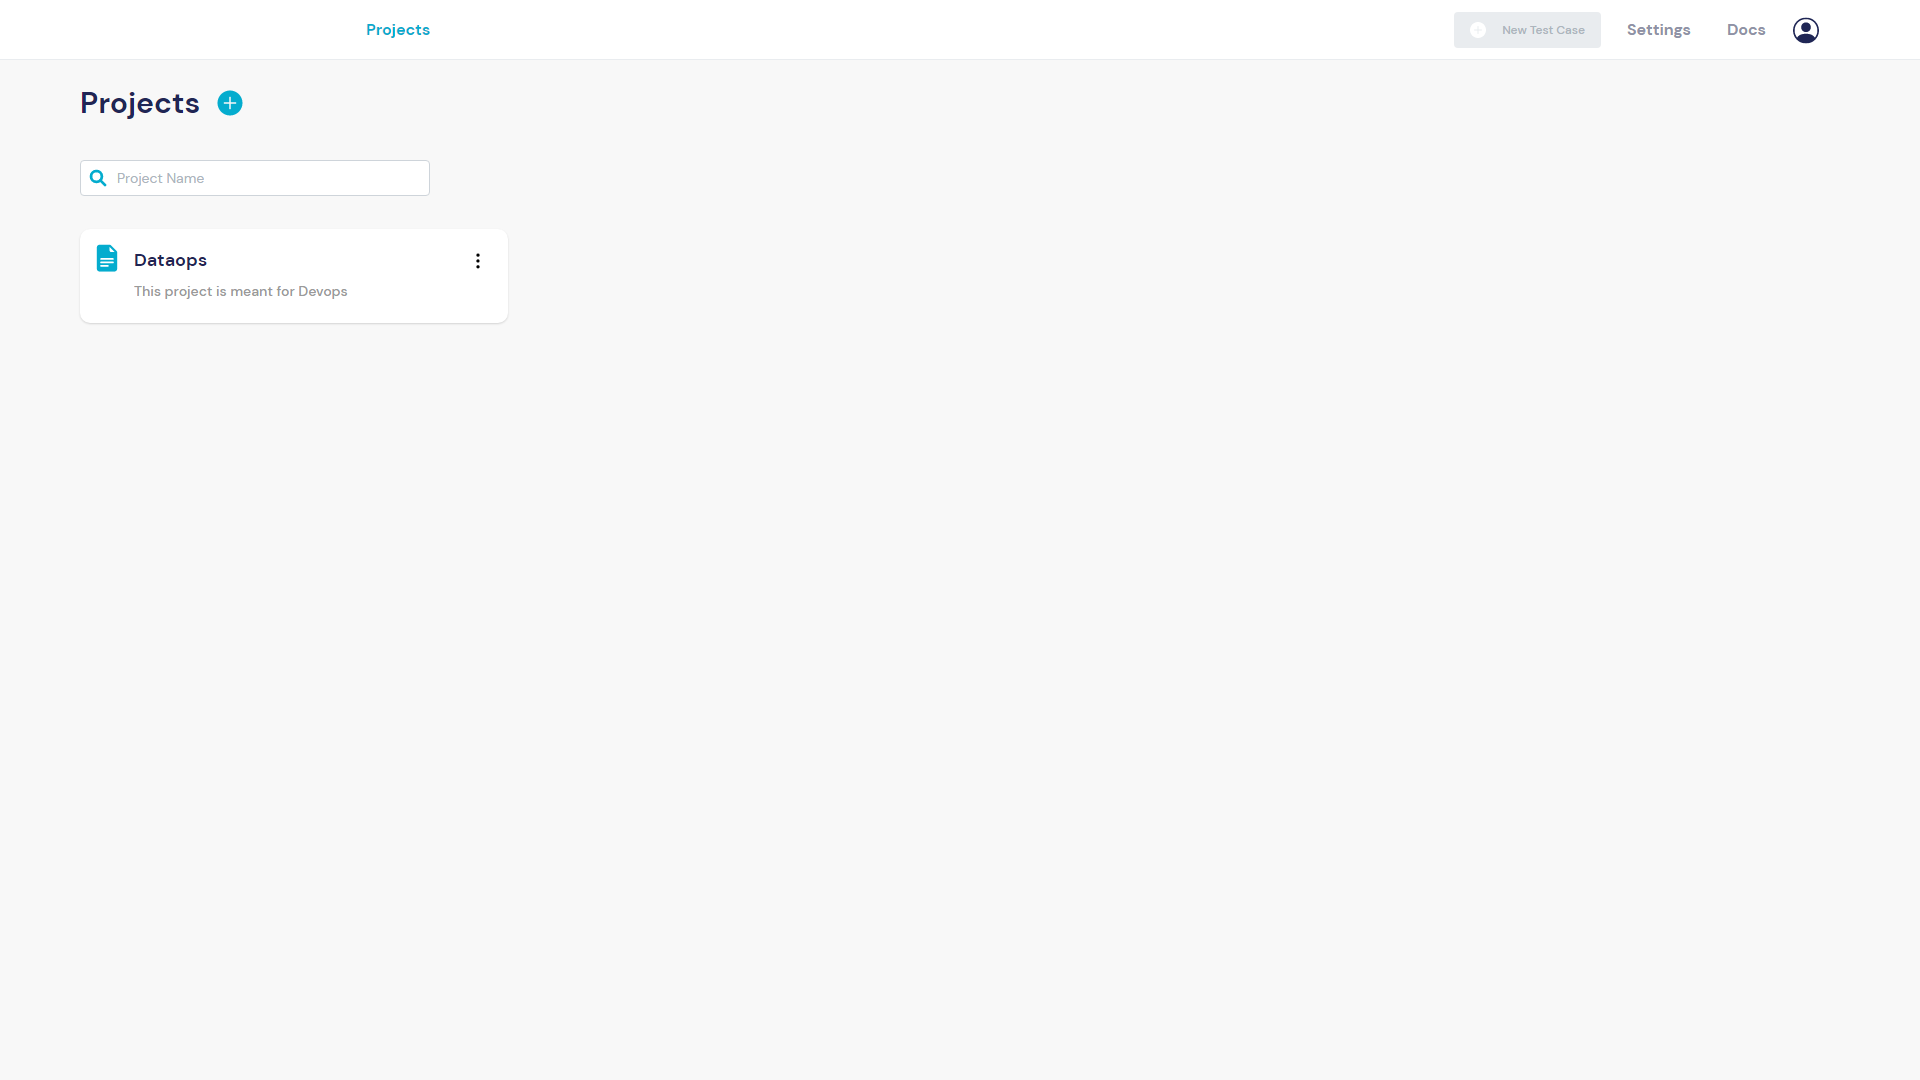 Projects
New Test Case
Settings
Docs
Projects
Project Name
Dataops
This project is meant for Devops